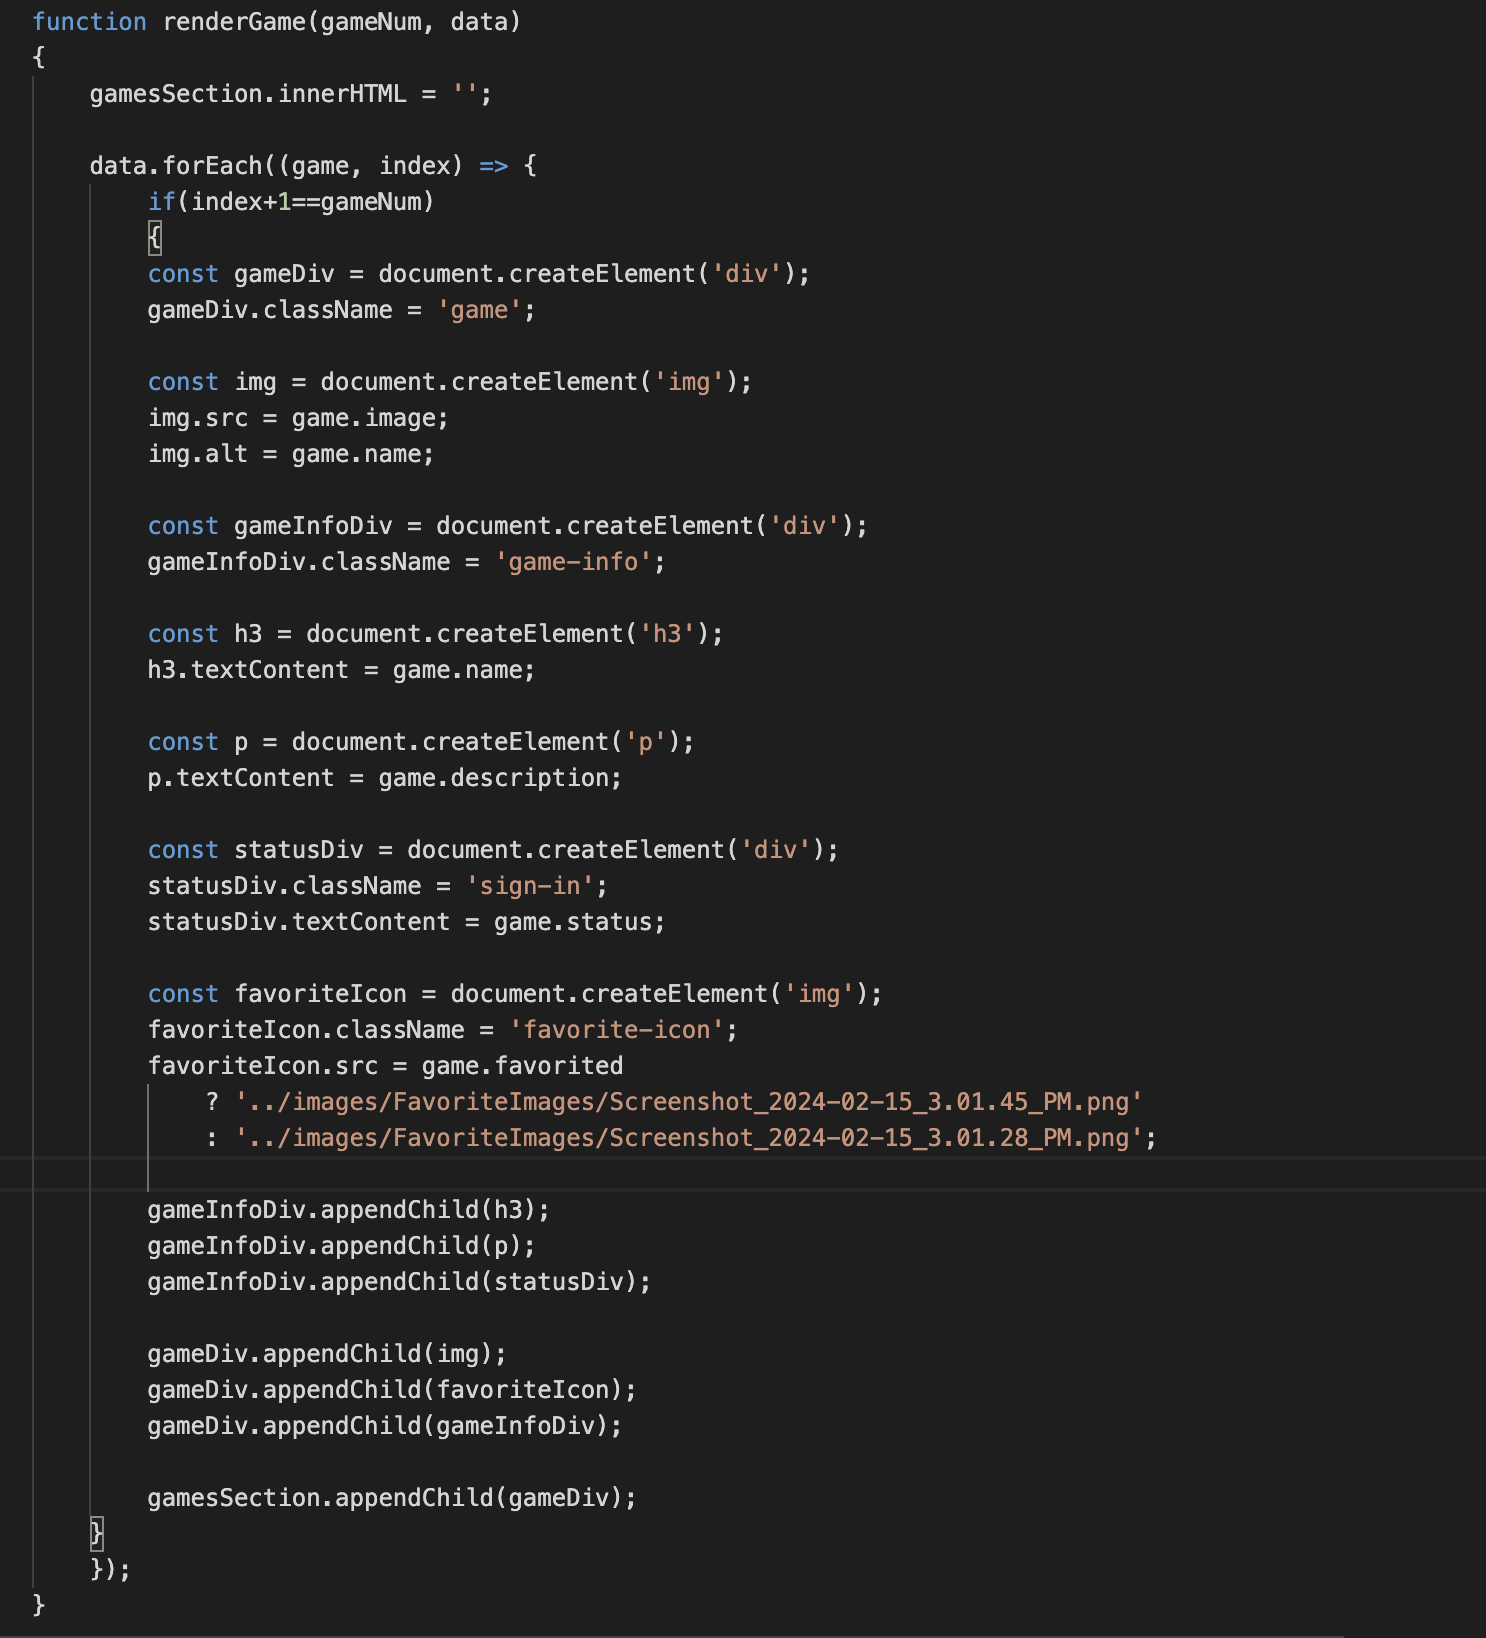 function renderGame(gameNum, data)
{
    gamesSection.innerHTML = '';

    data.forEach((game, index) => {
        if(index+1==gameNum)
        {
        const gameDiv = document.createElement('div');
        gameDiv.className = 'game';

        const img = document.createElement('img');
        img.src = game.image;
        img.alt = game.name;

        const gameInfoDiv = document.createElement('div');
        gameInfoDiv.className = 'game-info';

        const h3 = document.createElement('h3');
        h3.textContent = game.name;

        const p = document.createElement('p');
        p.textContent = game.description;

        const statusDiv = document.createElement('div');
        statusDiv.className = 'sign-in';
        statusDiv.textContent = game.status;

        const favoriteIcon = document.createElement('img');
        favoriteIcon.className = 'favorite-icon';
        favoriteIcon.src = game.favorited
            ? '../images/FavoriteImages/Screenshot_2024-02-15_3.01.45_PM.png'
            : '../images/FavoriteImages/Screenshot_2024-02-15_3.01.28_PM.png';

        gameInfoDiv.appendChild(h3);
        gameInfoDiv.appendChild(p);
        gameInfoDiv.appendChild(statusDiv);

        gameDiv.appendChild(img);
        gameDiv.appendChild(favoriteIcon);
        gameDiv.appendChild(gameInfoDiv);

        gamesSection.appendChild(gameDiv);
    }
    });
}